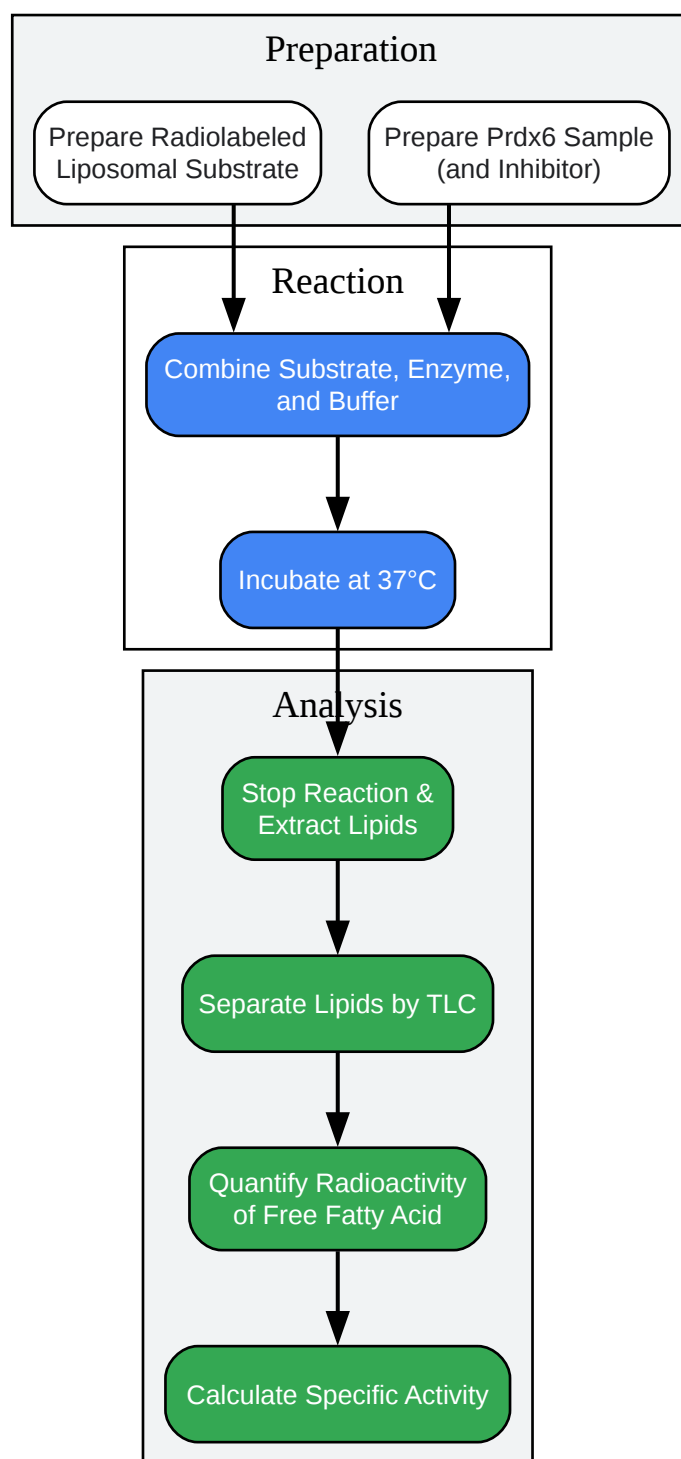 Preparation
Prepare Radiolabeled
Liposomal Substrate
Prepare Prdx6 Sample
(and Inhibitor)
Reaction
Combine Substrate, Enzyme,
and Buffer
Incubate at 37°C
Analysis
Stop Reaction &
Extract Lipids
Separate Lipids by TLC
Quantify Radioactivity
of Free Fatty Acid
Calculate Specific Activity